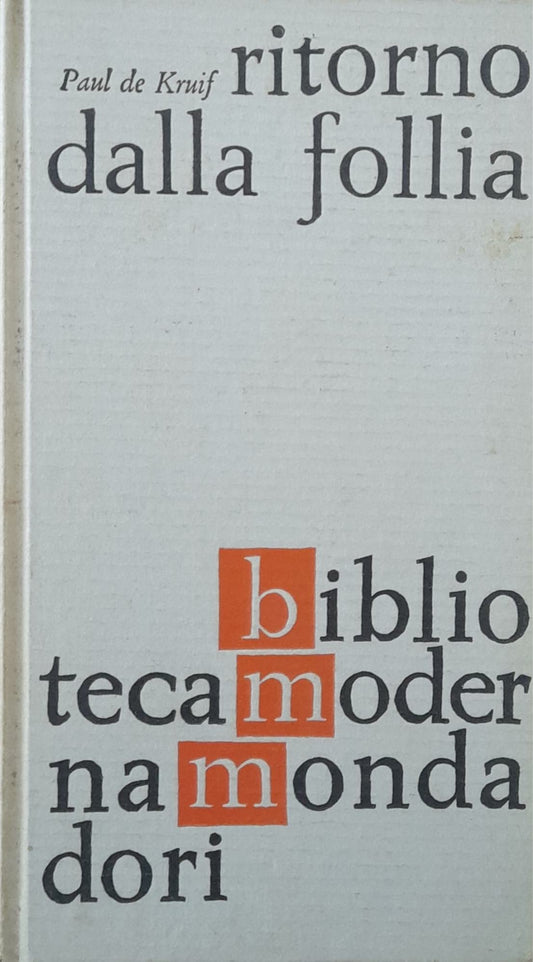 Paul de Kruif ritorno
dalla follia
biblio
tecamoder
namonda
dori